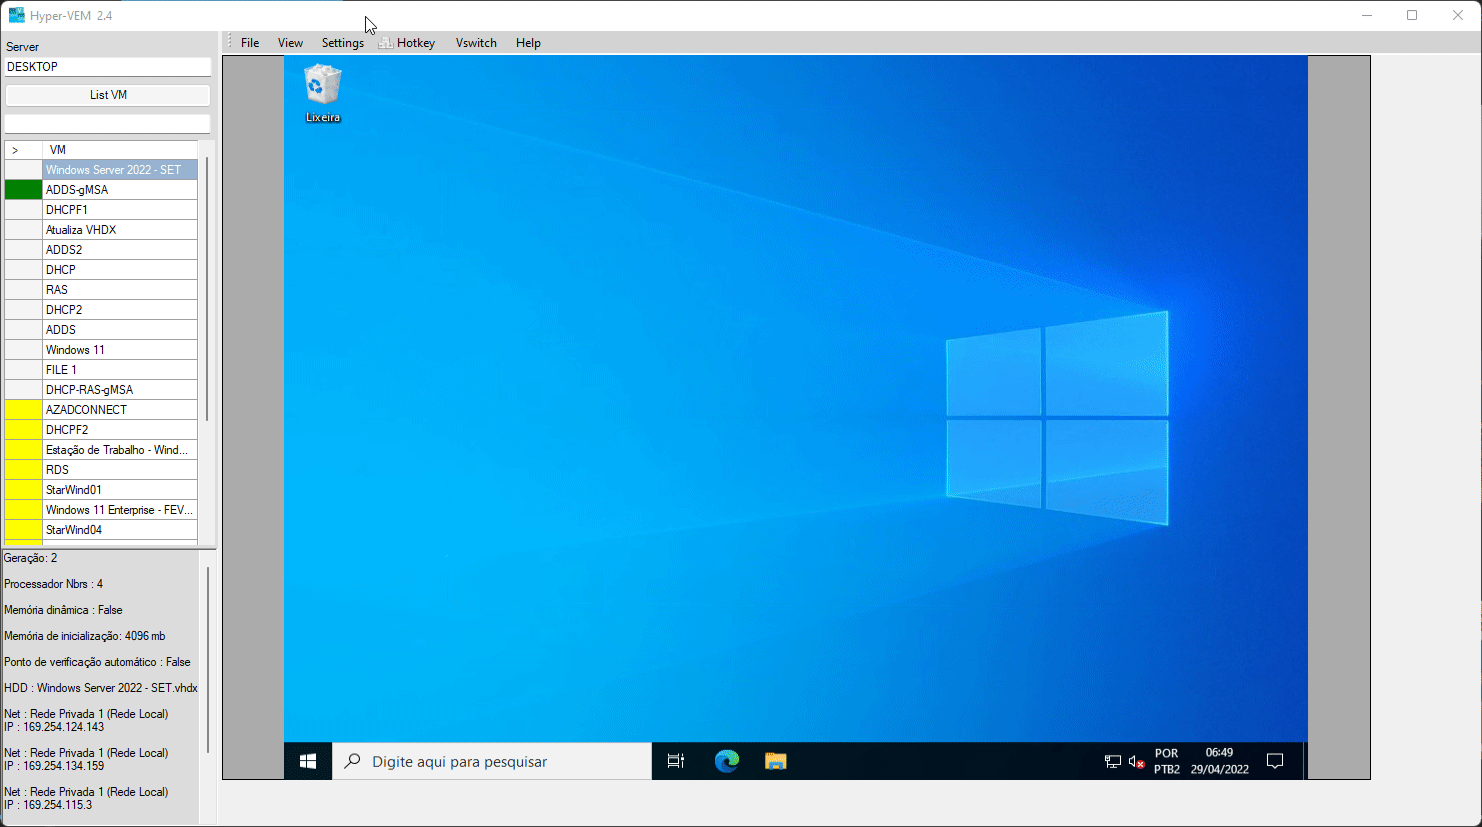 Hyper-VEM 2.4
Server
DESKTOP
List VM
> VM
Windows Server 2022 - SET
ADDS-gMSA
DHCPF1
Atualiza VHDX
ADDS2
DHCP
RAS
DHCP2
ADDS
Windows 11
FILE 1
DHCP-RAS-gMSA
AZADCONNECT
DHCPF2
Estação de Trabalho - Wind...
RDS
StarWind01
Windows 11 Enterprise - FEV...
StarWind04
Geração: 2
Processador Nbrs : 4
Memória dinâmica : False
Memória de inicialização: 4096 mb
Ponto de verificação automático : False
HDD : Windows Server 2022 - SET.vhdx
Net : Rede Privada 1 (Rede Local)
IP : 169.254.124.143
Net : Rede Privada 1 (Rede Local)
IP : 169.254.134.159
Net : Rede Privada 1 (Rede Local)
IP : 169.254.115.3
File View Settings Hotkey Vswitch Help
Lixeira
Digite aqui para pesquisar
POR
PTB2
06:49
29/04/2022